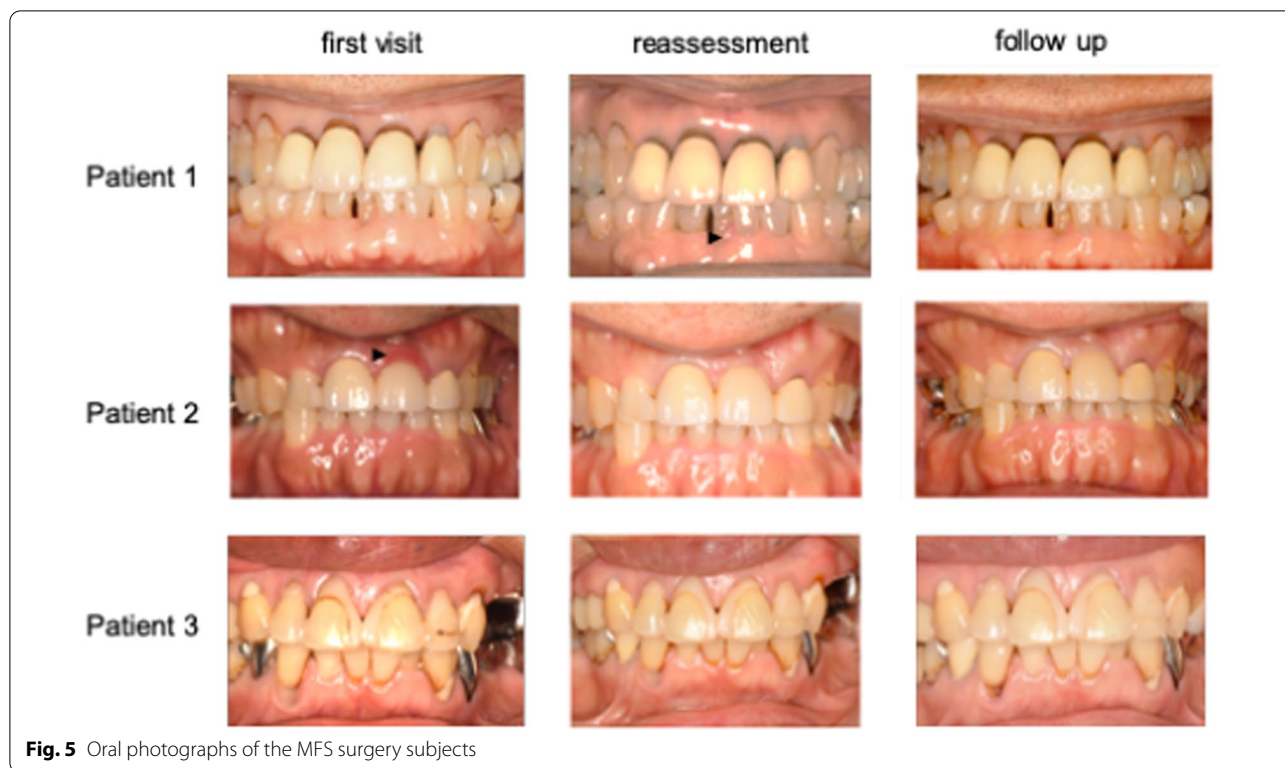 first visit reassessment follow up
Patient 1
Patient 2
Patient 3
Fig. 5 Oral photographs of the MFS surgery subjects